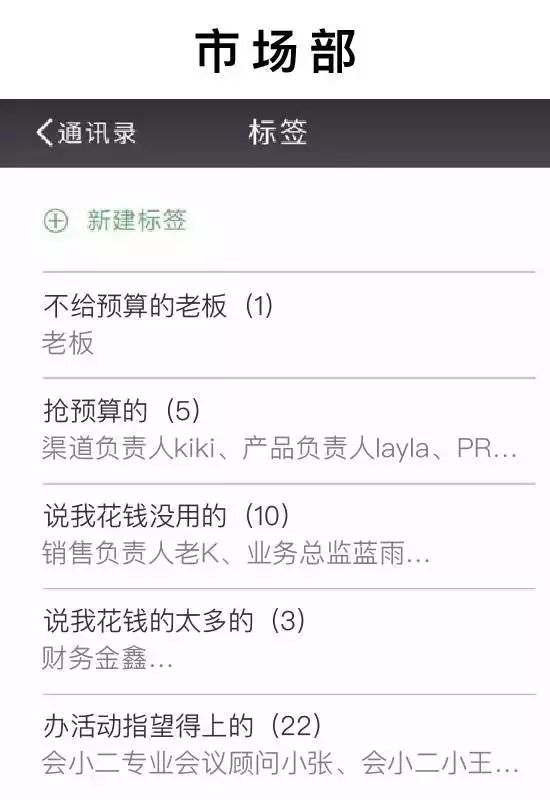 市场部
通讯录 标签
新建标签
不给预算的老板（1）
老板
抢预算的（5）
渠道负责人kiki、产品负责人layla、PR...
说我花钱没用的（10）
销售负责人老K、业务总监蓝雨...
说我花钱的太多的（3）
财务金鑫...
办活动指望得上的（22）
会小二专业会议顾问小张、会小二小王...